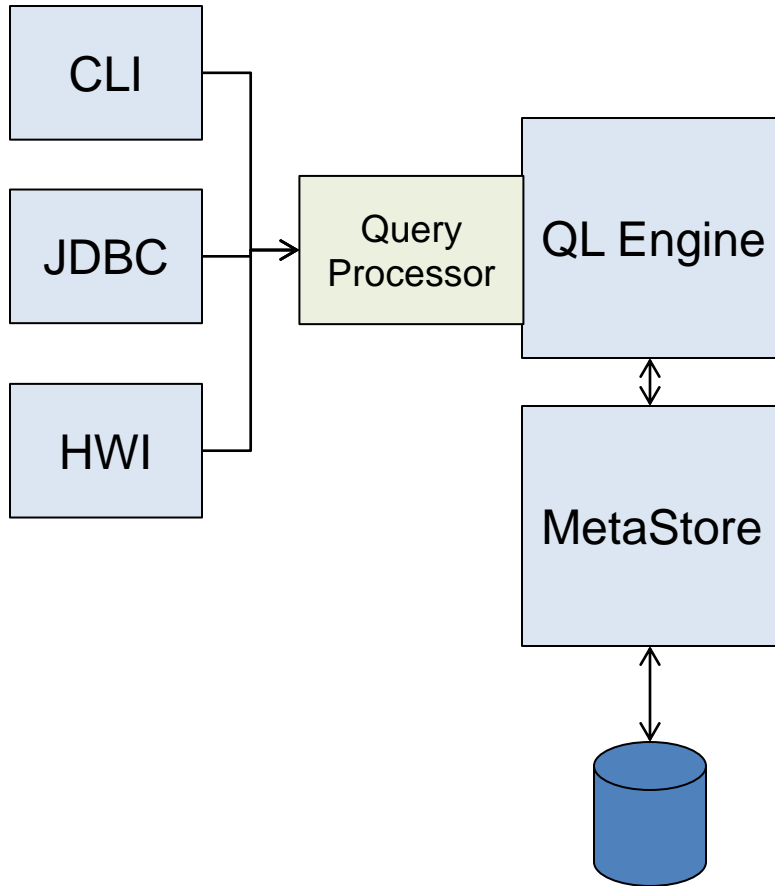 CLI
JDBC
HWI
Query
Processor
QL Engine
MetaStore